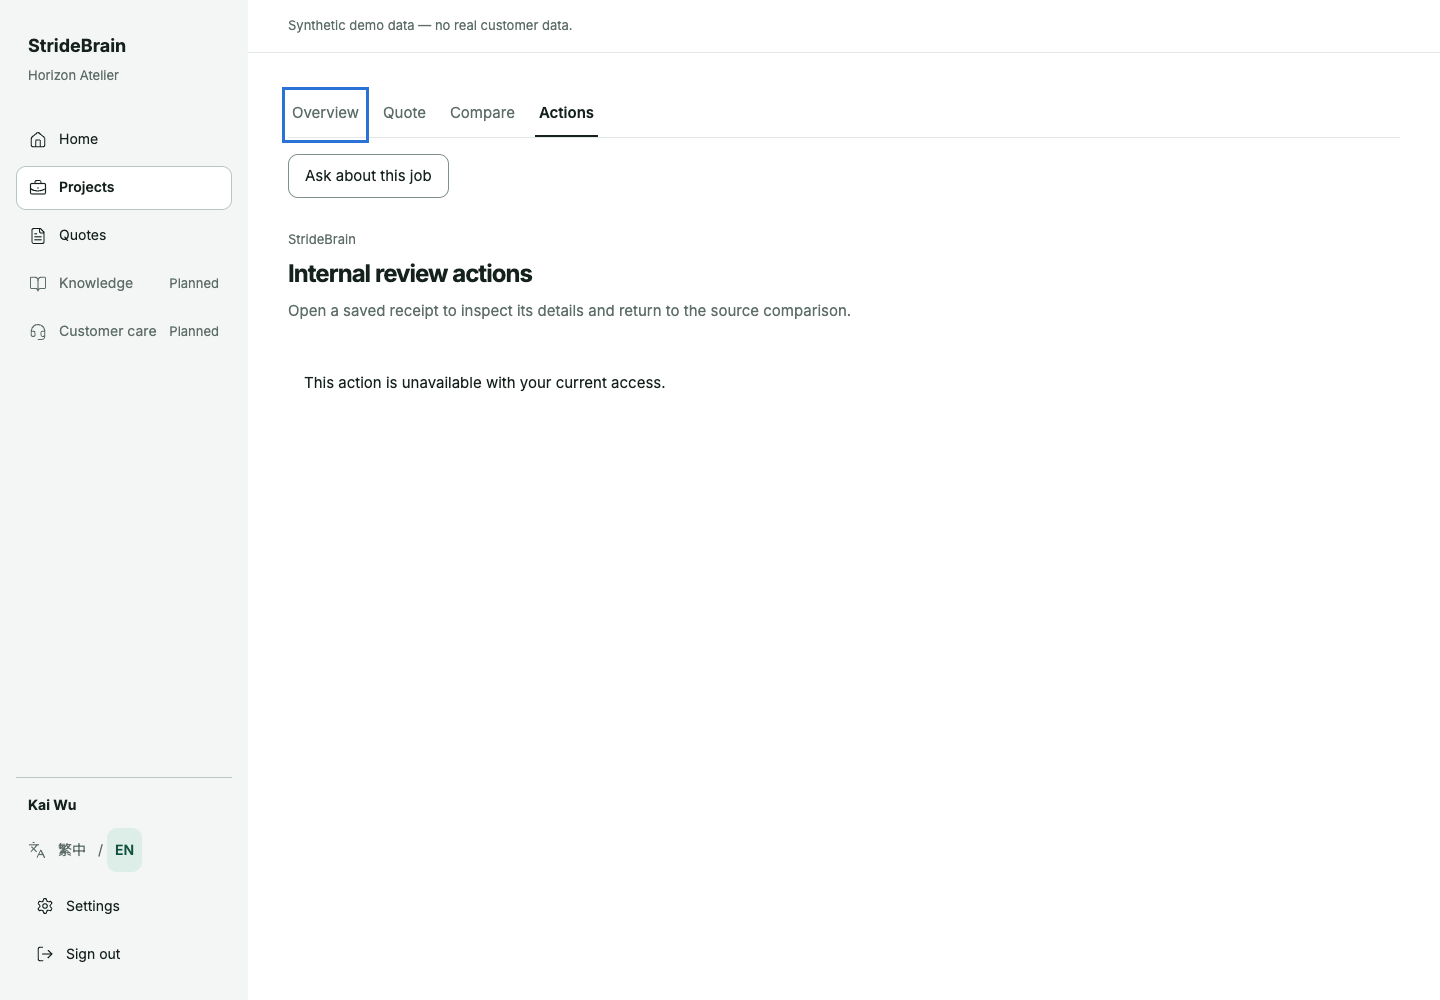 StrideBrain
Horizon Atelier
Home
Projects
Quotes
Knowledge Planned
Customer care Planned
Kai Wu
繁中 / EN
Settings
Sign out
Synthetic demo data — no real customer data.
Overview Quote Compare Actions
Ask about this job
StrideBrain
Internal review actions
Open a saved receipt to inspect its details and return to the source comparison.
This action is unavailable with your current access.